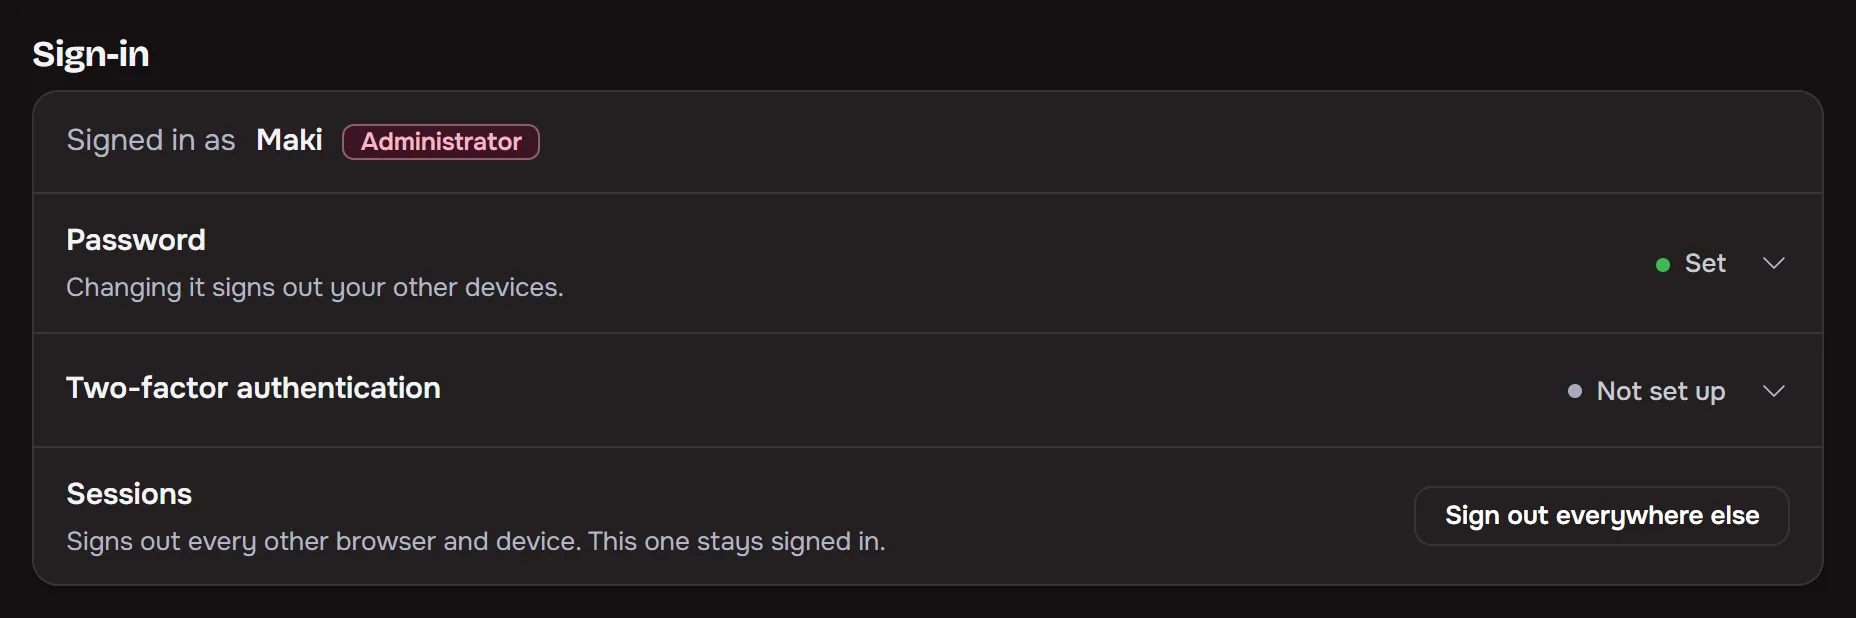 Sign-in
Signed in as Maki Administrator
Password
Changing it signs out your other devices.
Set
Two-factor authentication
Not set up
Sessions
Signs out every other browser and device. This one stays signed in.
Sign out everywhere else